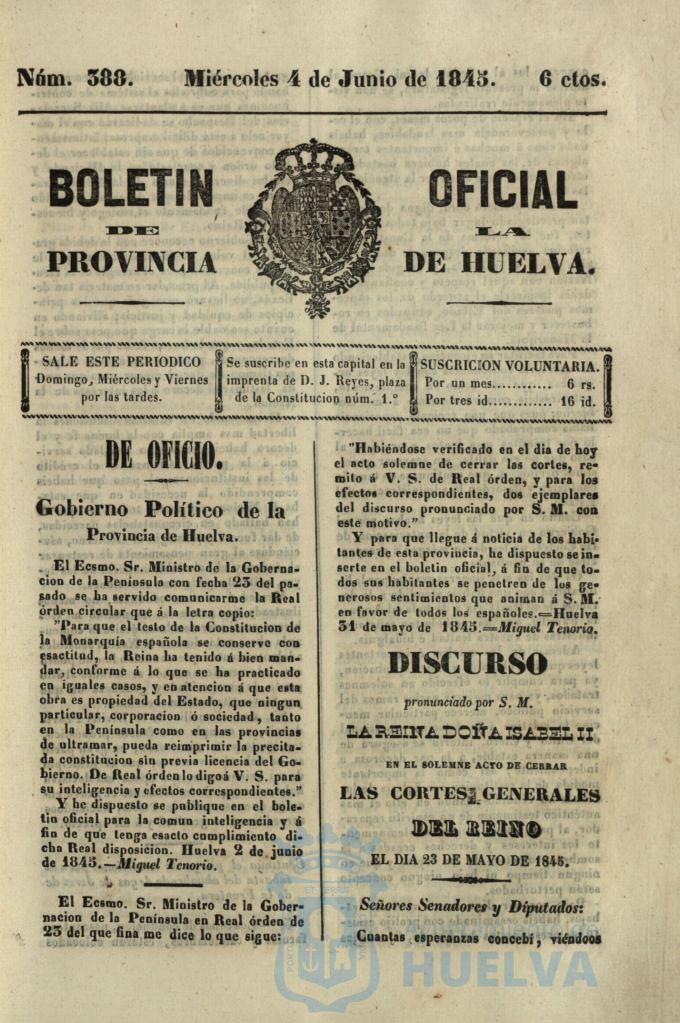 Núm. 388. Miércoles 4 de Junio de 1845. 6 ctos.
BOLETIN OFICIAL
DE LA
PROVINCIA DE HUELVA.
SALE ESTE PERIODICO
Domingo, Miércoles y Viernes
por las tardes.
Se suscribe en esta capital en la
imprenta de D. J. Reyes, plaza
de la Constitucion núm. 1.º
SUSCRICION VOLUNTARIA.
Por un mes............ 6 rs.
Por tres id............. 16 id.
DE OFICIO.
Gobierno Político de la
Provincia de Huelva.
El Ecsmo. Sr. Ministro de la Goberna-
cion de la Península con fecha 23 del pa-
sado se ha servido comunicarme la Real
órden circular que á la letra copio:
"Para que el testo de la Constitucion de
la Monarquía española se conserve con
esactitud, la Reina ha tenido á bien man-
dar, conforme á lo que se ha practicado
en iguales casos, y en atencion á que esta
obra es propiedad del Estado, que ningun
particular, corporacion ó sociedad, tanto
en la Península como en las provincias
de ultramar, pueda reimprimir la precita-
da constitucion sin previa licencia del Go-
bierno. De Real órden lo digo á V. S. para
su inteligencia y efectos correspondientes."
Y he dispuesto se publique en el bole-
tin oficial para la comun inteligencia y á
fin de que tenga esacto cumplimiento di-
cha Real disposicion. Huelva 2 de junio
de 1845.—Miguel Tenorio.
El Ecsmo. Sr. Ministro de la Gober-
nacion de la Península en Real órden de
23 del que fina me dice lo que sigue:
"Habiéndose verificado en el dia de hoy
el acto solemne de cerrar las cortes, re-
mito á V. S. de Real órden, y para los
efectos correspondientes, dos ejemplares
del discurso pronunciado por S. M. con
este motivo."
Y para que llegue á noticia de los habi-
tantes de esta provincia, he dispuesto se in-
serte en el boletin oficial, á fin de que to-
dos sus habitantes se penetren de los ge-
nerosos sentimientos que animan á S. M.
en favor de todos los españoles.=Huelva
31 de mayo de 1845.=Miguel Tenorio.
DISCURSO
pronunciado por S. M.
LA REINA DOÑA ISABEL II
EN EL SOLEMNE ACTO DE CERRAR
LAS CORTES GENERALES
DEL REINO
EL DIA 23 DE MAYO DE 1845.
Señores Senadores y Diputados:
Cuantas esperanzas concebí, viéndoos
HUELVA